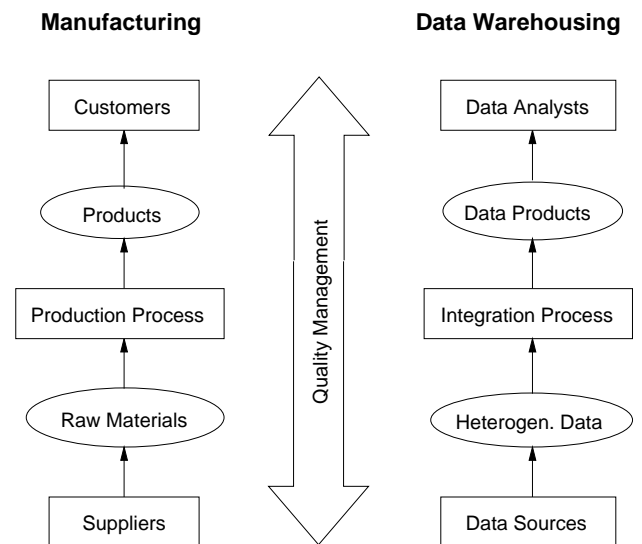 Manufacturing
Data Warehousing
Customers
Data Analysts
Products
Data Products
Quality Management
Production Process
Integration Process
Raw Materials
Heterogen. Data
Suppliers
Data Sources